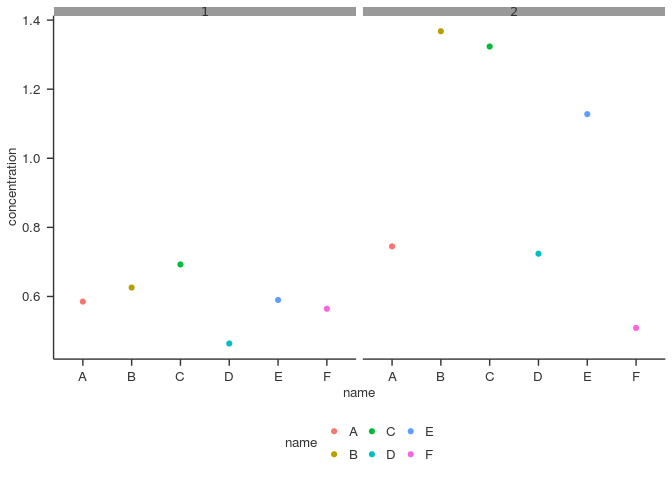 1 2
1.4
1.2
1.0
0.8
0.6
concentration
A B C D E F A B C D E F
name
name A C E
B D F